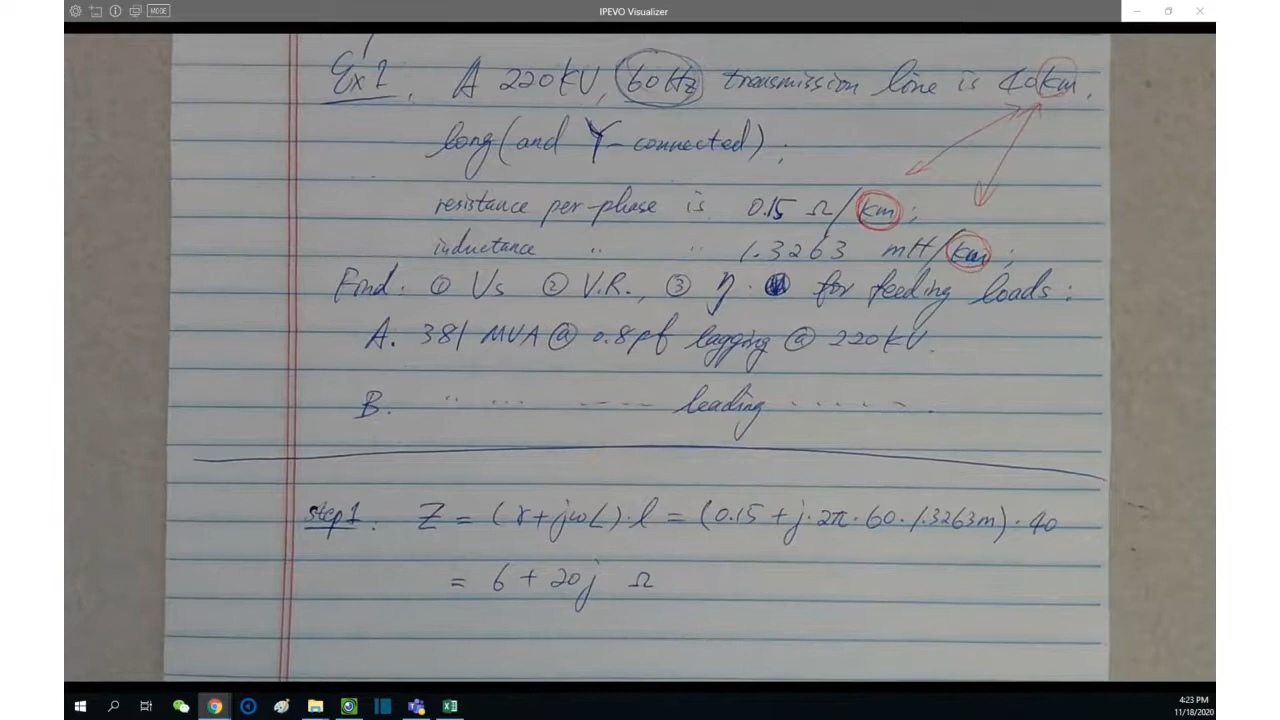 IPEVO Visualizer
MODE
Ex 1. A 220kV, 60Hz transmission line is 40km.
long (and Y-connected);
resistance per-phase is 0.15 Ω/km;
inductance " " 1.3263 mH/km;
Find: ① Vs ② V.R., ③ η. for feeding loads:
A. 381 MVA @ 0.8pf lagging @ 220kV.
B. " ... ---- leading ..... .
step1: Z = (r+jωL)·l = (0.15 + j·2π·60·1.3263m)·40
= 6 + 20j Ω
4:23 PM
11/18/2020